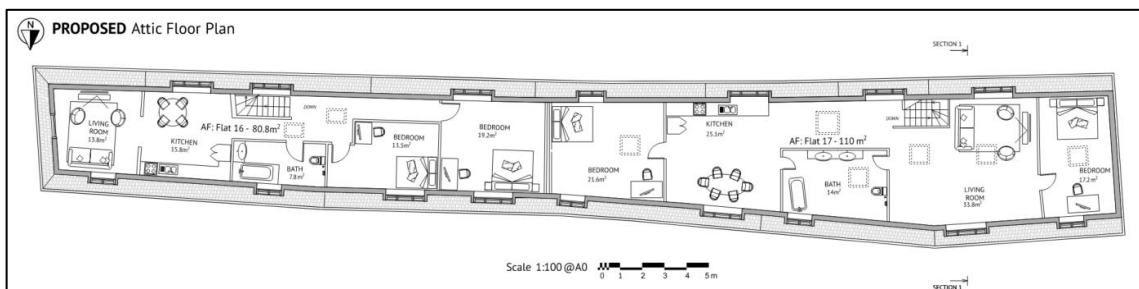 N
PROPOSED Attic Floor Plan
SECTION 1
LIVING
ROOM
13.8m²
KITCHEN
15.8m²
DOWN
AF: Flat 16 - 80.8m²
BATH
7.8m²
BEDROOM
13.3m²
BEDROOM
19.2m²
BEDROOM
21.6m²
KITCHEN
25.1m²
AF: Flat 17 - 110 m²
BATH
14m²
DOWN
LIVING
ROOM
33.8m²
BEDROOM
17.2m²
Scale 1:100@A0
0 1 2 3 4 5m
SECTION 1